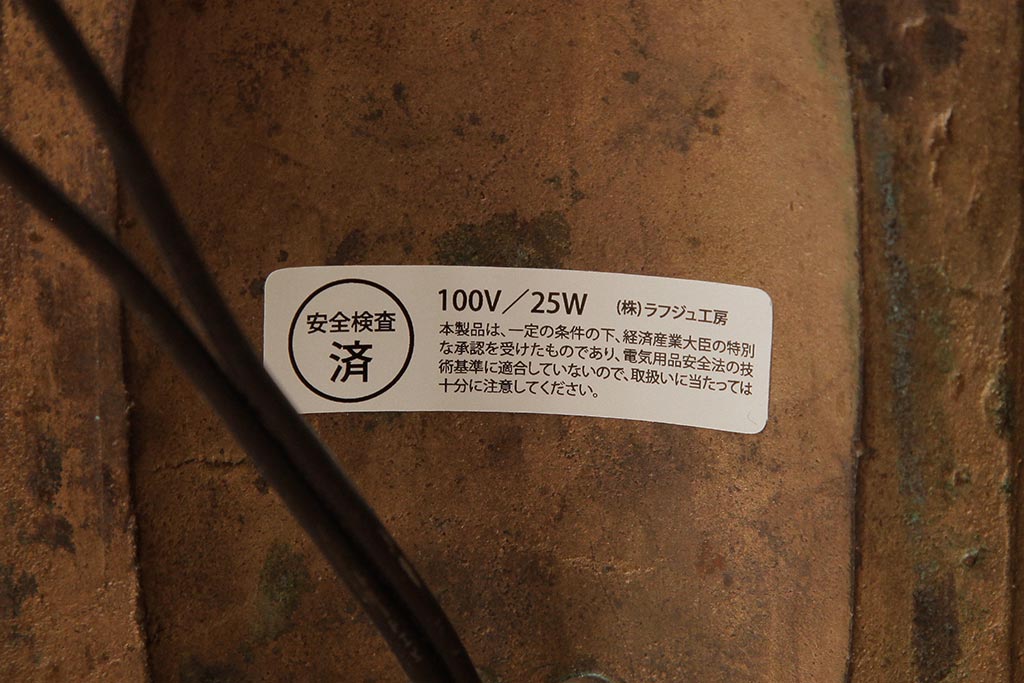 安全検査
済
100V／25W (株)ラフジュ工房
本製品は、一定の条件の下、経済産業大臣の特別
な承認を受けたものであり、電気用品安全法の技
術基準に適合していないので、取扱いに当たっては
十分に注意してください。